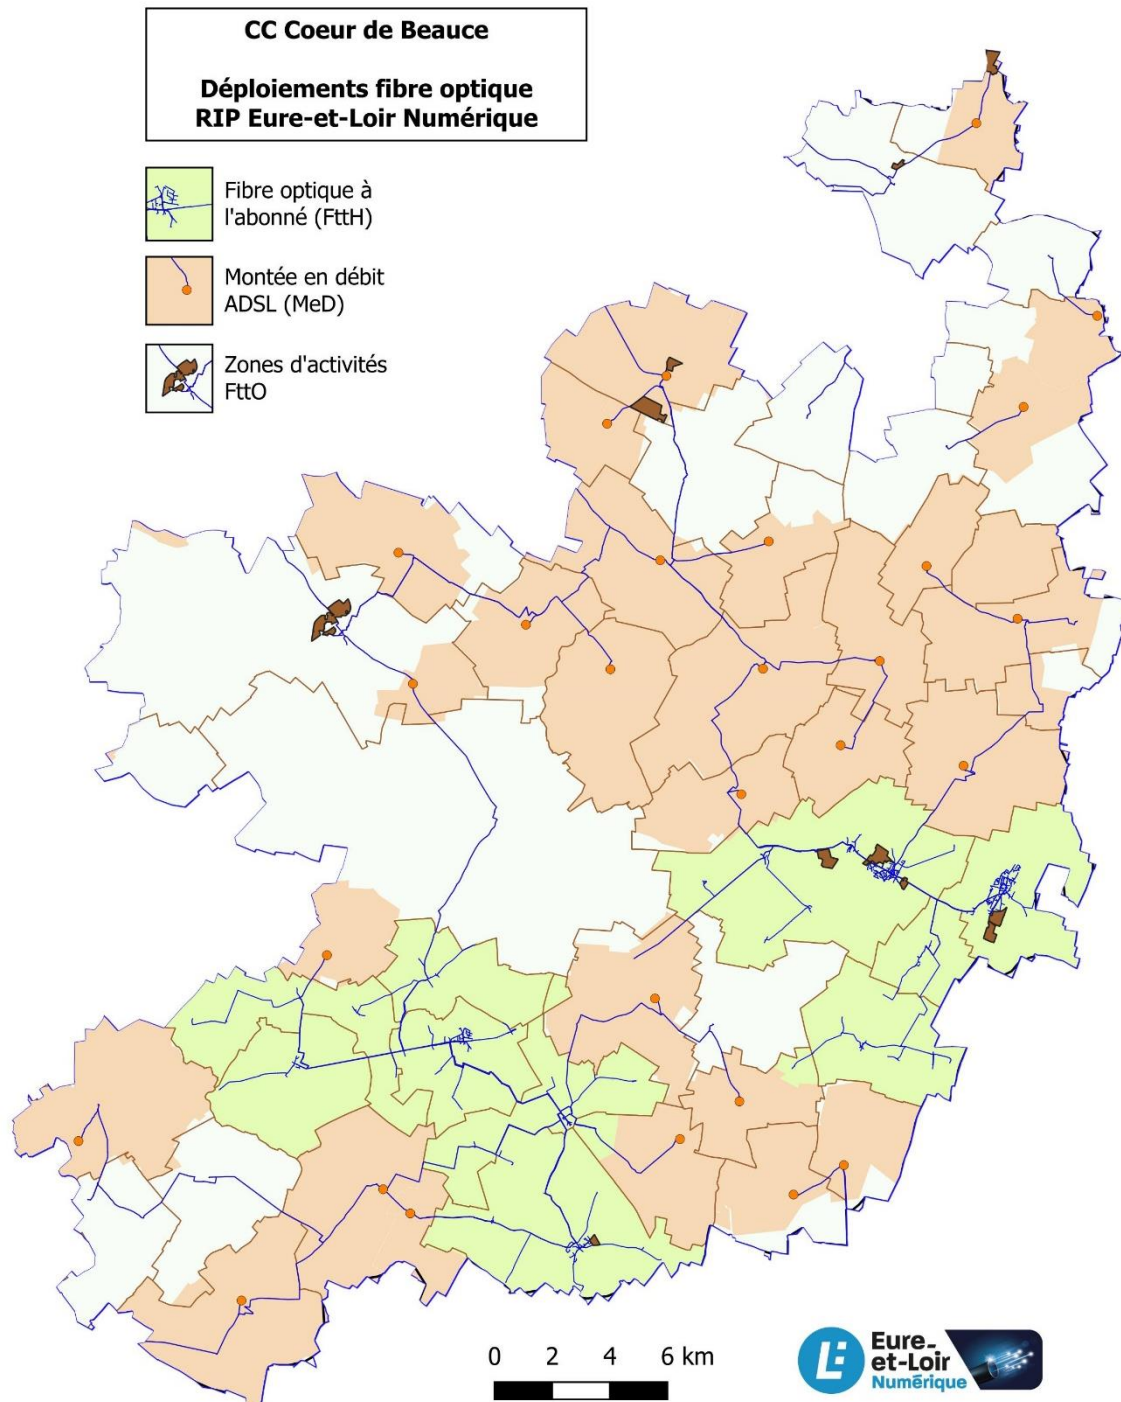 CC Coeur de Beauce
Déploiements fibre optique
RIP Eure-et-Loir Numérique
Fibre optique à
l'abonné (FttH)
Montée en débit
ADSL (MeD)
Zones d'activités
FttO
0 2 4 6 km
Eure-
et-Loir
Numérique